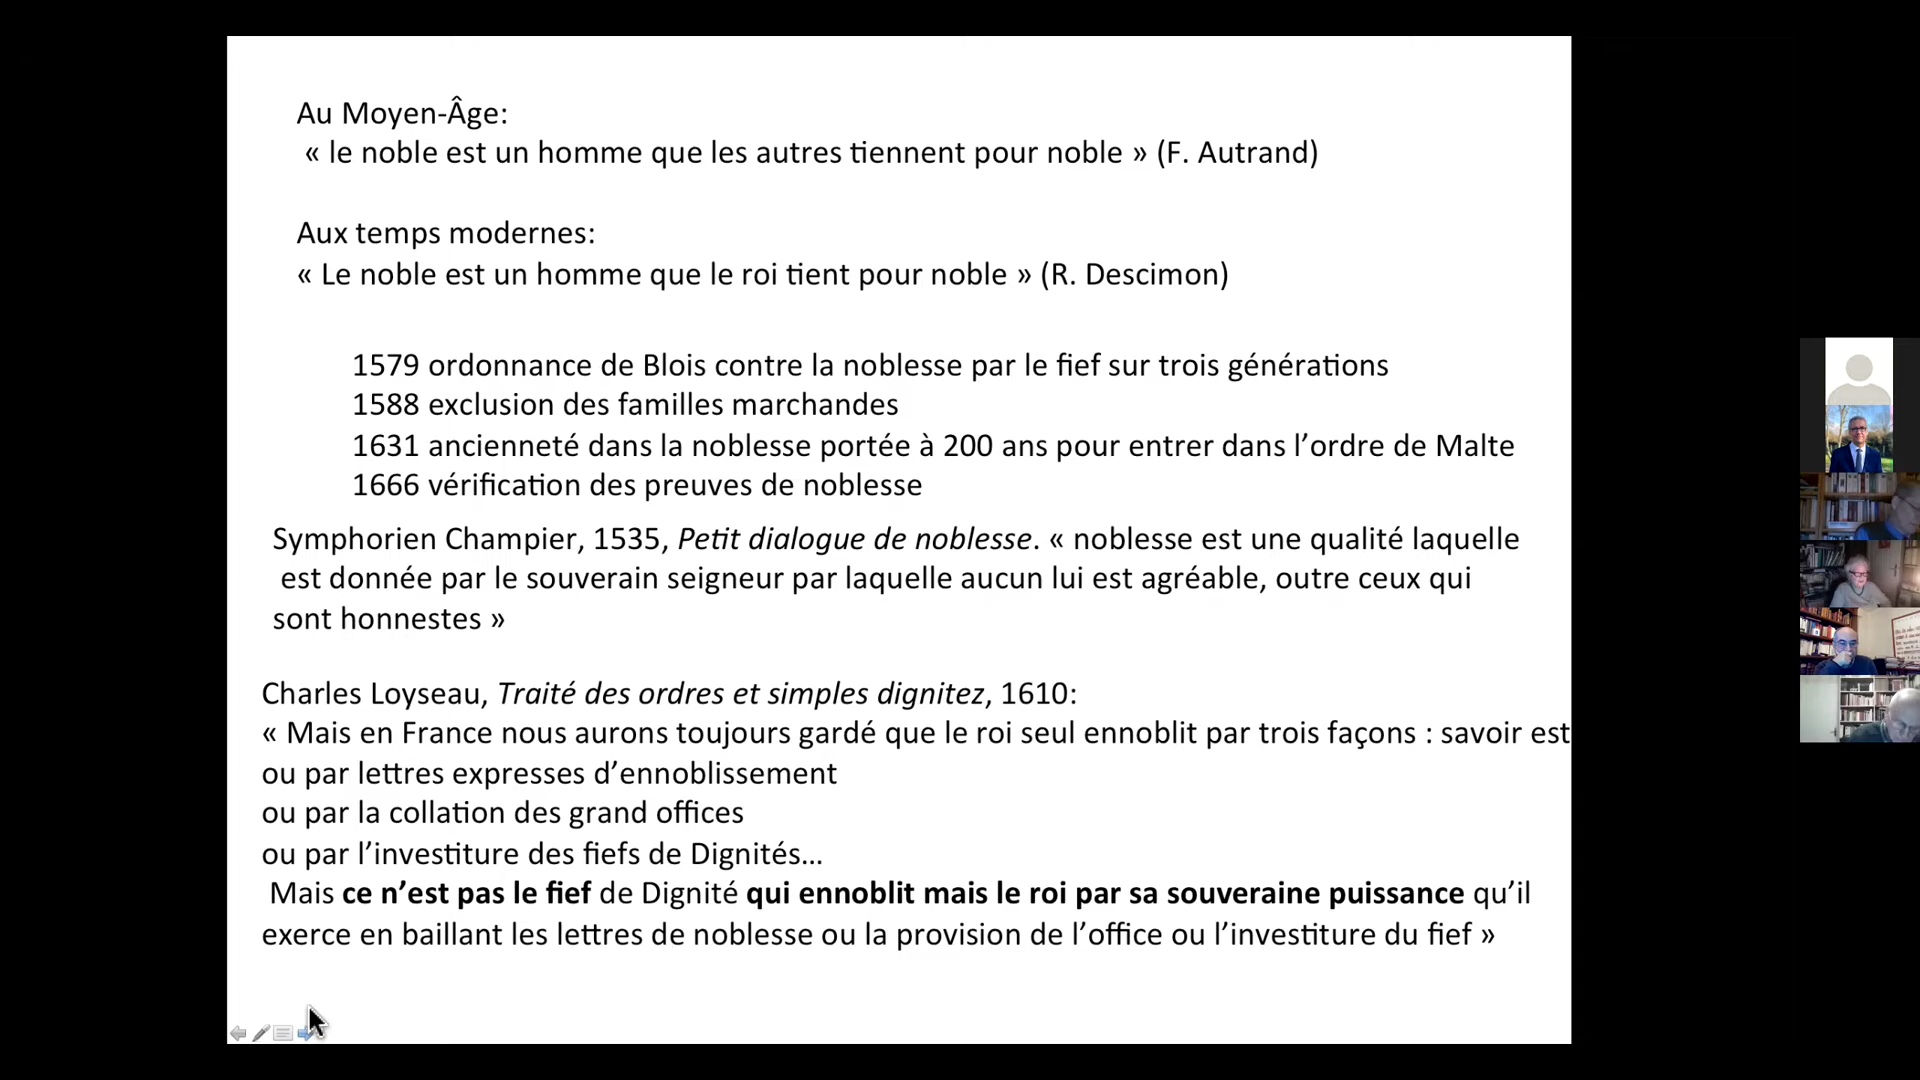 Au Moyen-Âge:
« le noble est un homme que les autres tiennent pour noble » (F. Autrand)
Aux temps modernes:
« Le noble est un homme que le roi tient pour noble » (R. Descimon)
1579 ordonnance de Blois contre la noblesse par le fief sur trois générations
1588 exclusion des familles marchandes
1631 ancienneté dans la noblesse portée à 200 ans pour entrer dans l’ordre de Malte
1666 vérification des preuves de noblesse
Symphorien Champier, 1535, Petit dialogue de noblesse. « noblesse est une qualité laquelle
est donnée par le souverain seigneur par laquelle aucun lui est agréable, outre ceux qui
sont honnestes »
Charles Loyseau, Traité des ordres et simples dignitez, 1610:
« Mais en France nous aurons toujours gardé que le roi seul ennoblit par trois façons : savoir est
ou par lettres expresses d’ennoblissement
ou par la collation des grand offices
ou par l’investiture des fiefs de Dignités…
Mais ce n’est pas le fief de Dignité qui ennoblit mais le roi par sa souveraine puissance qu’il
exerce en baillant les lettres de noblesse ou la provision de l’office ou l’investiture du fief »